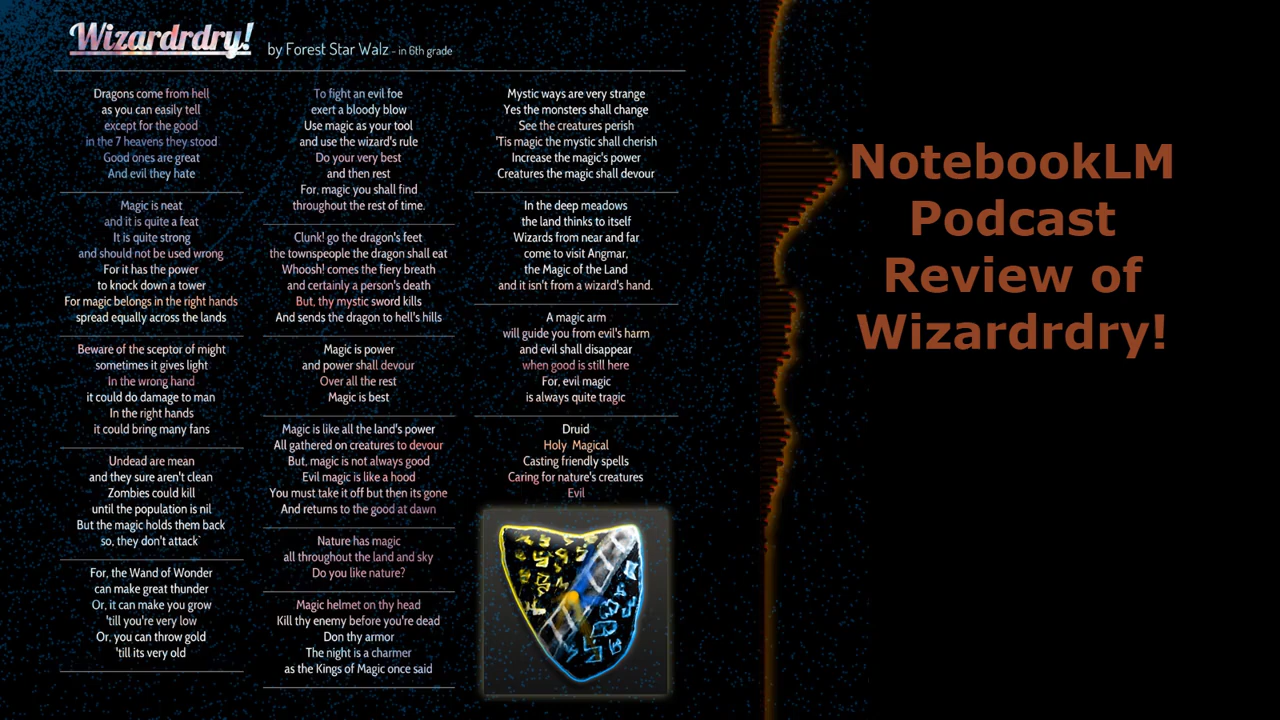 Wizardrdry!
by Forest Star Walz - in 6th grade
Dragons come from hell
as you can easily tell
except for the good
in the 7 heavens they stood
Good ones are great
And evil they hate
Magic is neat
and it is quite a feat
It is quite strong
and should not be used wrong
For it has the power
to knock down a tower
For magic belongs in the right hands
spread equally across the lands
Beware of the sceptor of might
sometimes it gives light
In the wrong hand
it could do damage to man
In the right hands
it could bring many fans
Undead are mean
and they sure aren't clean
Zombies could kill
until the population is nil
But the magic holds them back
so, they don't attack`
For, the Wand of Wonder
can make great thunder
Or, it can make you grow
'till you're very low
Or, you can throw gold
'till its very old
To fight an evil foe
exert a bloody blow
Use magic as your tool
and use the wizard's rule
Do your very best
and then rest
For, magic you shall find
throughout the rest of time.
Clunk! go the dragon's feet
the townspeople the dragon shall eat
Whoosh! comes the fiery breath
and certainly a person's death
But, thy mystic sword kills
And sends the dragon to hell's hills
Magic is power
and power shall devour
Over all the rest
Magic is best
Magic is like all the land's power
All gathered on creatures to devour
But, magic is not always good
Evil magic is like a hood
You must take it off but then its gone
And returns to the good at dawn
Nature has magic
all throughout the land and sky
Do you like nature?
Magic helmet on thy head
Kill thy enemy before you're dead
Don thy armor
The night is a charmer
as the Kings of Magic once said
Mystic ways are very strange
Yes the monsters shall change
See the creatures perish
'Tis magic the mystic shall cherish
Increase the magic's power
Creatures the magic shall devour
In the deep meadows
the land thinks to itself
Wizards from near and far
come to visit Angmar,
the Magic of the Land
and it isn't from a wizard's hand.
A magic arm
will guide you from evil's harm
and evil shall disappear
when good is still here
For, evil magic
is always quite tragic
Druid
Holy Magical
Casting friendly spells
Caring for nature's creatures
Evil
NotebookLM
Podcast
Review of
Wizardrdry!